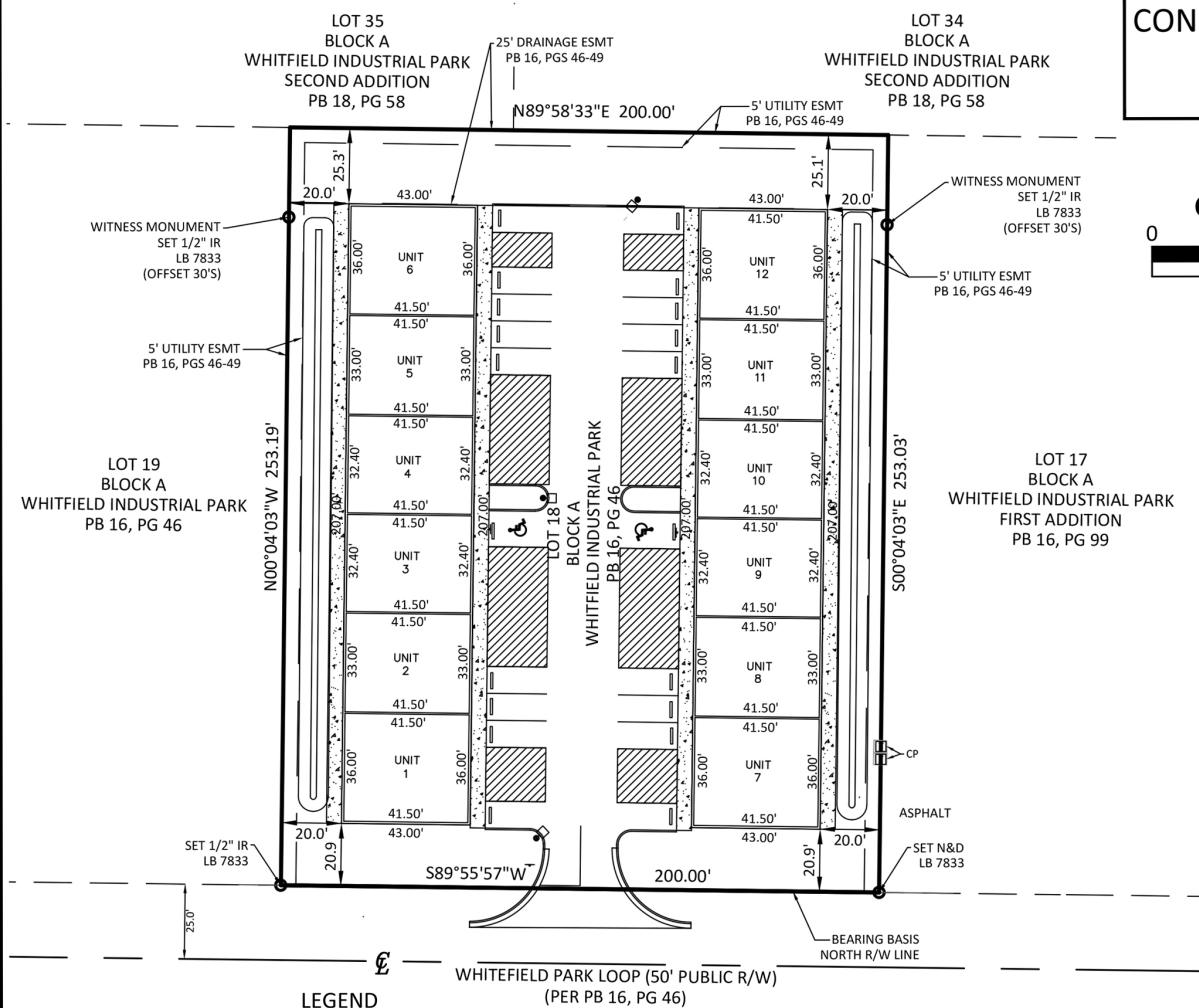 CON
LOT 35
BLOCK A
WHITFIELD INDUSTRIAL PARK
SECOND ADDITION
PB 18, PG 58
25' DRAINAGE ESMT
PB 16, PGS 46-49
LOT 34
BLOCK A
WHITFIELD INDUSTRIAL PARK
SECOND ADDITION
PB 18, PG 58
N89°58'33"E 200.00'
5' UTILITY ESMT
PB 16, PGS 46-49
25.3'
25.1'
20.0'
43.00'
43.00'
20.0'
WITNESS MONUMENT
SET 1/2" IR
LB 7833
(OFFSET 30'S)
WITNESS MONUMENT
SET 1/2" IR
LB 7833
(OFFSET 30'S)
0
5' UTILITY ESMT
PB 16, PGS 46-49
5' UTILITY ESMT
PB 16, PGS 46-49
36.00'
UNIT
6
36.00'
41.50'
41.50'
33.00'
UNIT
5
33.00'
41.50'
41.50'
32.40'
UNIT
4
32.40'
41.50'
41.50'
32.40'
UNIT
3
32.40'
41.50'
41.50'
33.00'
UNIT
2
33.00'
41.50'
41.50'
36.00'
UNIT
1
36.00'
41.50'
43.00'
207.00'
207.00'
41.50'
36.00'
UNIT
12
36.00'
41.50'
41.50'
33.00'
UNIT
11
33.00'
41.50'
41.50'
32.40'
UNIT
10
32.40'
41.50'
41.50'
32.40'
UNIT
9
32.40'
41.50'
41.50'
33.00'
UNIT
8
33.00'
41.50'
41.50'
36.00'
UNIT
7
36.00'
41.50'
43.00'
207.00'
207.00'
LOT 18
BLOCK A
WHITFIELD INDUSTRIAL PARK
PB 16, PG 46
N00°04'03"W 253.19'
S00°04'03"E 253.03'
LOT 19
BLOCK A
WHITFIELD INDUSTRIAL PARK
PB 16, PG 46
LOT 17
BLOCK A
WHITFIELD INDUSTRIAL PARK
FIRST ADDITION
PB 16, PG 99
CP
ASPHALT
20.0'
20.9
20.9'
20.0'
SET 1/2" IR
LB 7833
SET N&D
LB 7833
S89°55'57"W 200.00'
25.0'
BEARING BASIS
NORTH R/W LINE
℄
WHITEFIELD PARK LOOP (50' PUBLIC R/W)
(PER PB 16, PG 46)
LEGEND